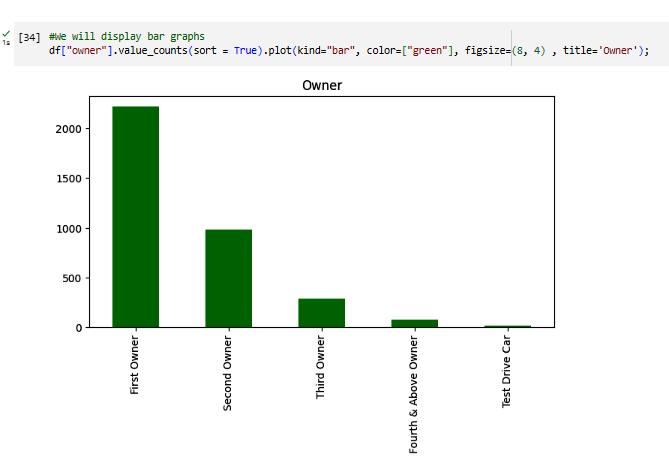 [34] #We will display bar graphs
1s
df["owner"].value_counts(sort = True).plot(kind="bar", color=["green"], figsize=(8, 4) , title='Owner');
Owner
2000
1500
1000
500
0
First Owner
Second Owner
Third Owner
Fourth & Above Owner
Test Drive Car